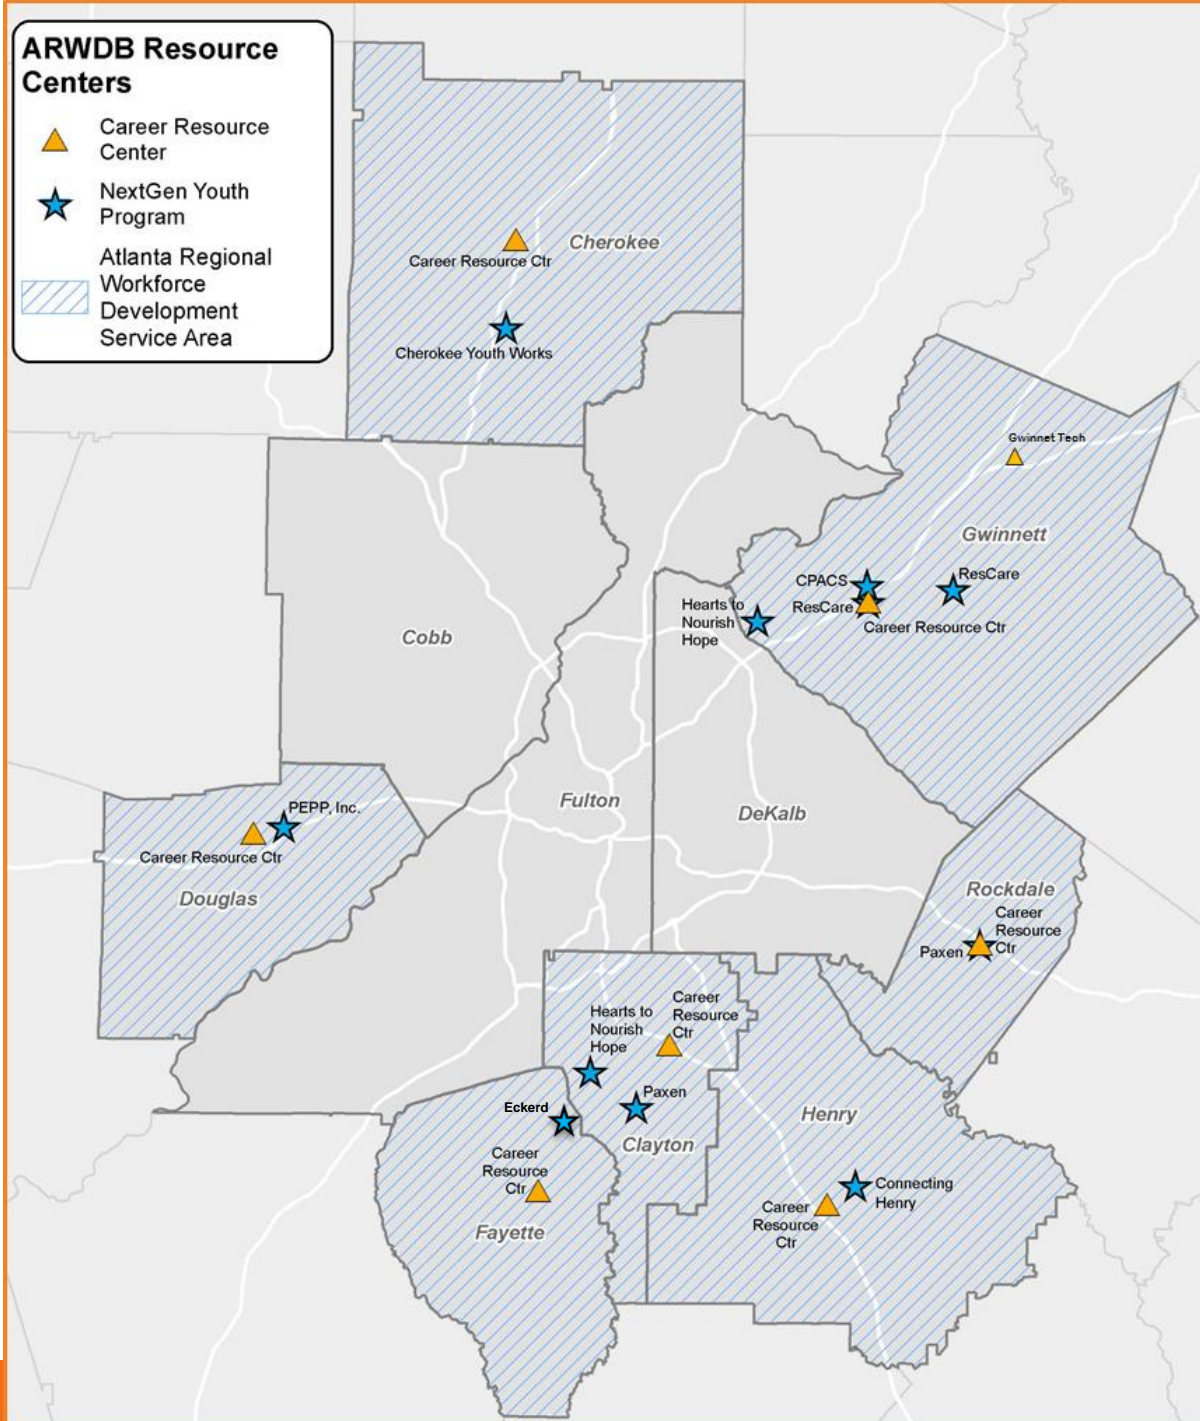 ARWDB Resource
Centers
Career Resource
Center
NextGen Youth
Program
Atlanta Regional
Workforce
Development
Service Area
Cherokee
Career Resource Ctr
Cherokee Youth Works
Gwinnet Tech
Gwinnett
CPACS
ResCare
ResCare
Career Resource Ctr
Hearts to
Nourish
Hope
Cobb
Fulton
DeKalb
PEPP, Inc.
Career Resource Ctr
Douglas
Rockdale
Career
Resource
Ctr
Paxen
Career
Resource
Ctr
Hearts to
Nourish
Hope
Paxen
Clayton
Eckerd
Career
Resource
Ctr
Fayette
Henry
Connecting
Henry
Career
Resource
Ctr